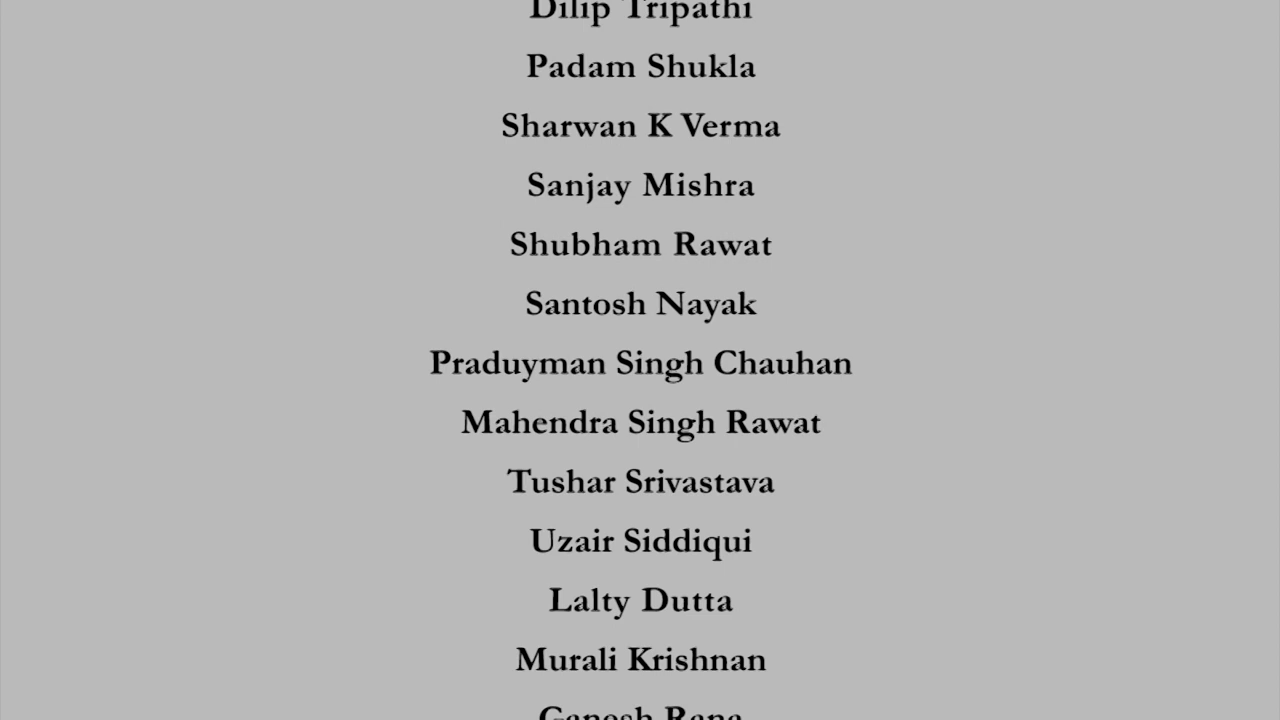 Dilip Tripathi
Padam Shukla
Sharwan K Verma
Sanjay Mishra
Shubham Rawat
Santosh Nayak
Praduyman Singh Chauhan
Mahendra Singh Rawat
Tushar Srivastava
Uzair Siddiqui
Lalty Dutta
Murali Krishnan
Ganesh Rana